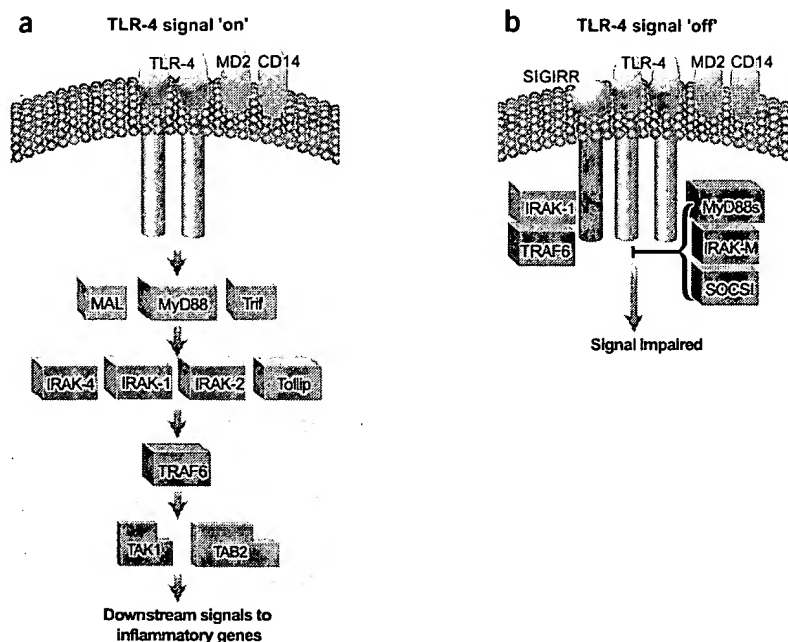 a
TLR-4 signal 'on'
TLR-4 MD2 CD14
MAL MyD88 Trif
IRAK-4 IRAK-1 IRAK-2 Tollip
TRAF6
TAK1 TAB2
Downstream signals to
inflammatory genes
b
TLR-4 signal 'off'
SIGIRR TLR-4 MD2 CD14
IRAK-1 MyD88s
TRAF6 IRAK-M
SOCSI
Signal Impaired